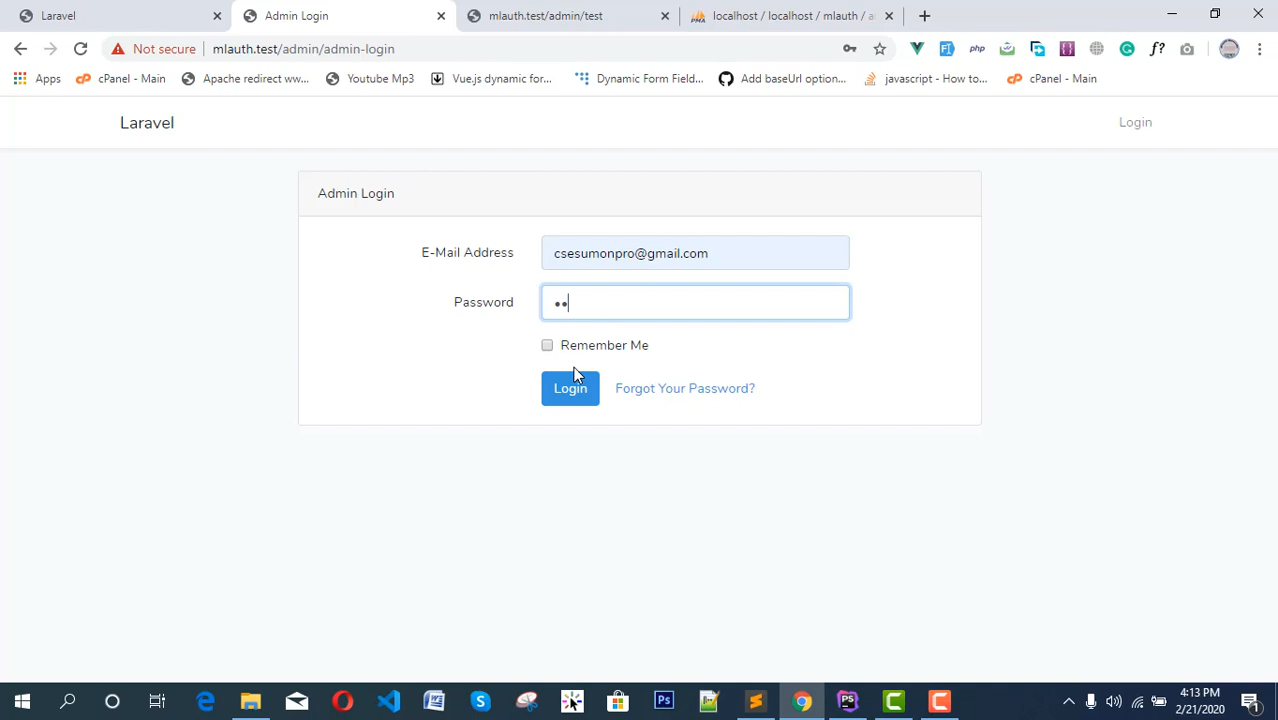 Laravel
Admin Login
mlauth.test/admin/test
localhost / localhost / mlauth / a
Not secure
mlauth.test/admin/admin-login
php
f?
Apps
cPanel - Main
Apache redirect ww...
Youtube Mp3
Vue.js dynamic for...
Dynamic Form Field...
Add baseUrl option...
javascript - How to...
cPanel - Main
Laravel
Login
Admin Login
E-Mail Address
csesumonpro@gmail.com
Password
••
Remember Me
Login
Forgot Your Password?
4:13 PM
2/21/2020